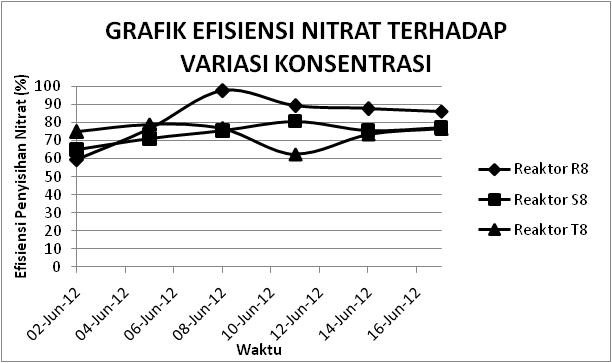 GRAFIK EFISIENSI NITRAT TERHADAP
VARIASI KONSENTRASI
Efisiensi Penyisihan Nitrat (%)
100
90
80
70
60
50
40
30
20
10
0
02-Jun-12
04-Jun-12
06-Jun-12
08-Jun-12
10-Jun-12
12-Jun-12
14-Jun-12
16-Jun-12
Waktu
Reaktor R8
Reaktor S8
Reaktor T8